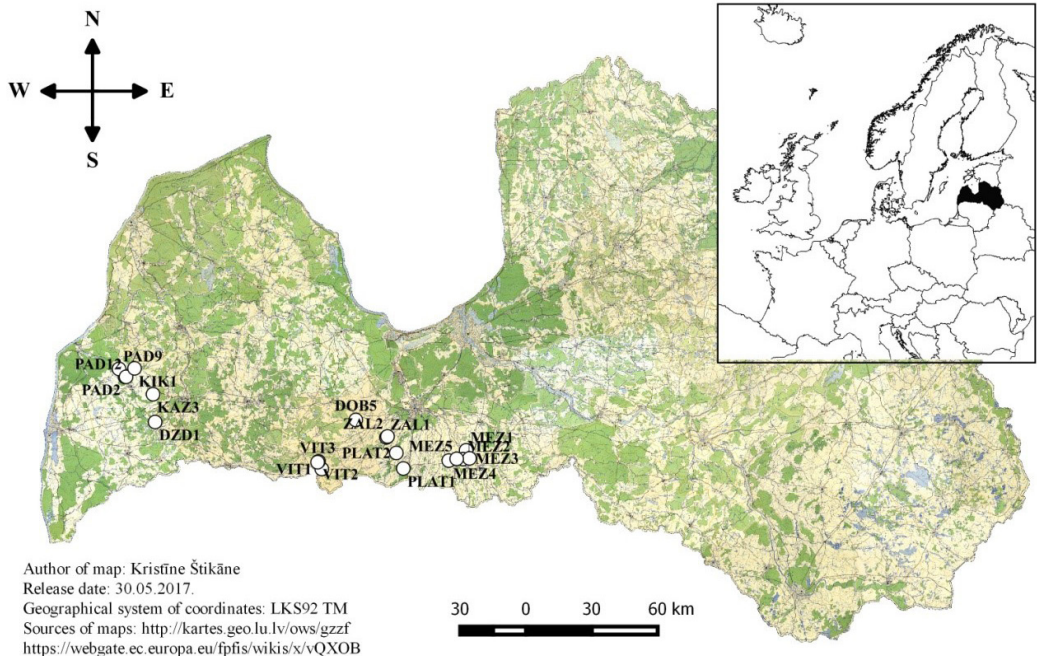 N
W E
S
PAD12 PAD9
PAD2
KIK1
KAZ3
DZD1
DOB5
ZAL2 ZAL1
VIT3
VIT1 VIT2
PLAT2
PLAT1
MEZ1
MEZ5 MEZ2
MEZ3
MEZ4
Author of map: Kristīne Štikāne
Release date: 30.05.2017.
Geographical system of coordinates: LKS92 TM
Sources of maps: http://kartes.geo.lu.lv/ows/gzzf
https://webgate.ec.europa.eu/fpfis/wikis/x/vQXOB
30 0 30 60 km